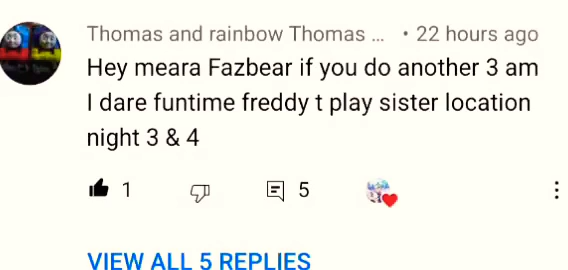 Thomas and rainbow Thomas ... • 22 hours ago
Hey meara Fazbear if you do another 3 am
I dare funtime freddy t play sister location
night 3 & 4
1 5
VIEW ALL 5 REPLIES